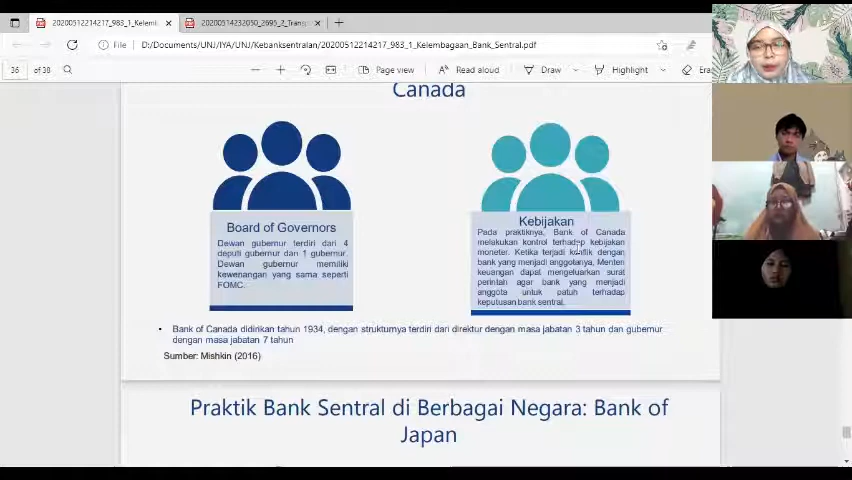 20200512214217_983_1_Kelemb
20200514232050_2695_2_Transp
File D:/Documents/UNJ/IYA/UNJ/Kebanksentralan/20200512214217_983_1_Kelembagaan_Bank_Sentral.pdf
36 of 38 Page view Read aloud Draw Highlight Eras
Canada
Board of Governors
Dewan gubernur terdiri dari 4
deputi gubernur dan 1 gubernur.
Dewan gubernur memiliki
kewenangan yang sama seperti
FOMC.
Kebijakan
Pada praktiknya, Bank of Canada
melakukan kontrol terhadap kebijakan
moneter. Ketika terjadi konflik dengan
bank yang menjadi anggotanya, Menteri
keuangan dapat mengeluarkan surat
perintah agar bank yang menjadi
anggota untuk patuh terhadap
keputusan bank sentral.
• Bank of Canada didirikan tahun 1934, dengan strukturnya terdiri dari direktur dengan masa jabatan 3 tahun dan gubernur
dengan masa jabatan 7 tahun
Sumber: Mishkin (2016)
Praktik Bank Sentral di Berbagai Negara: Bank of
Japan